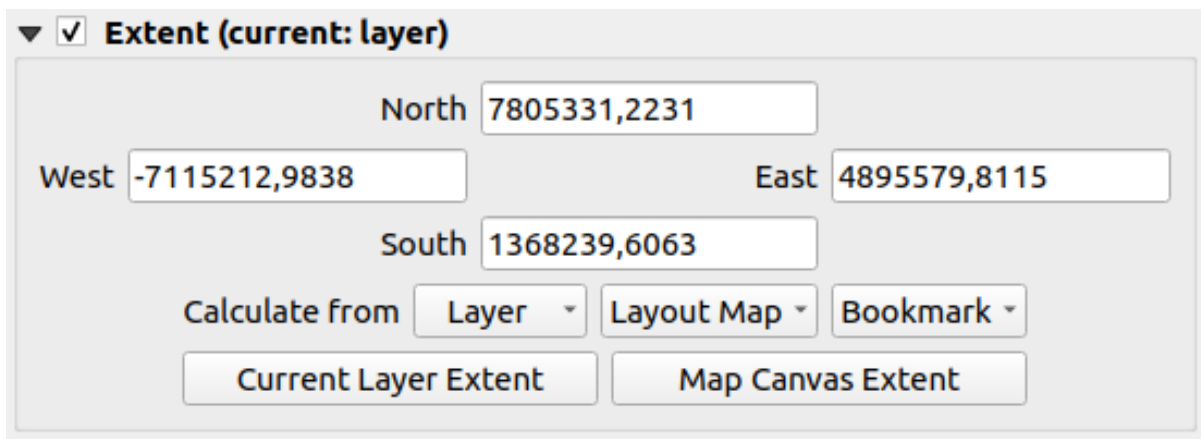 Extent (current: layer)
North 7805331,2231
West -7115212,9838 East 4895579,8115
South 1368239,6063
Calculate from Layer Layout Map Bookmark
Current Layer Extent Map Canvas Extent